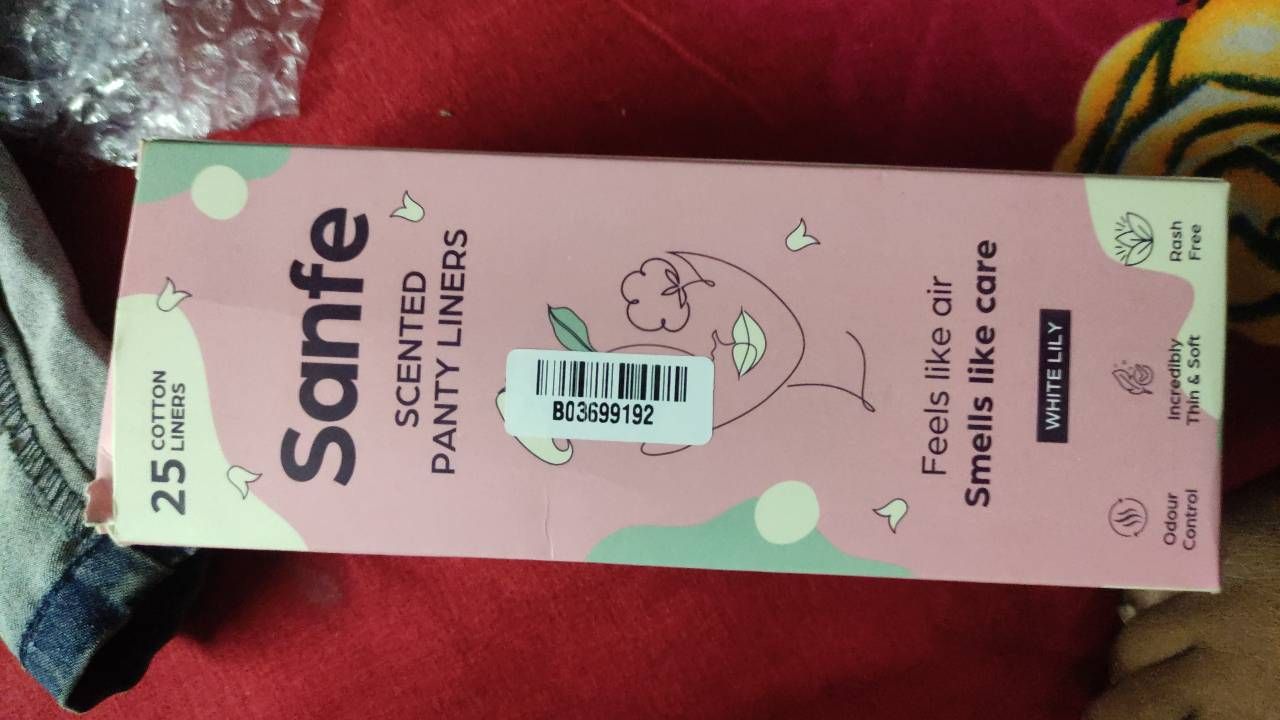 25 COTTON
LINERS
Sanfe
SCENTED
PANTY LINERS
B03699192
Feels like air
Smells like care
WHITE LILY
Odour
Control
Incredibly
Thin & Soft
Rash
Free